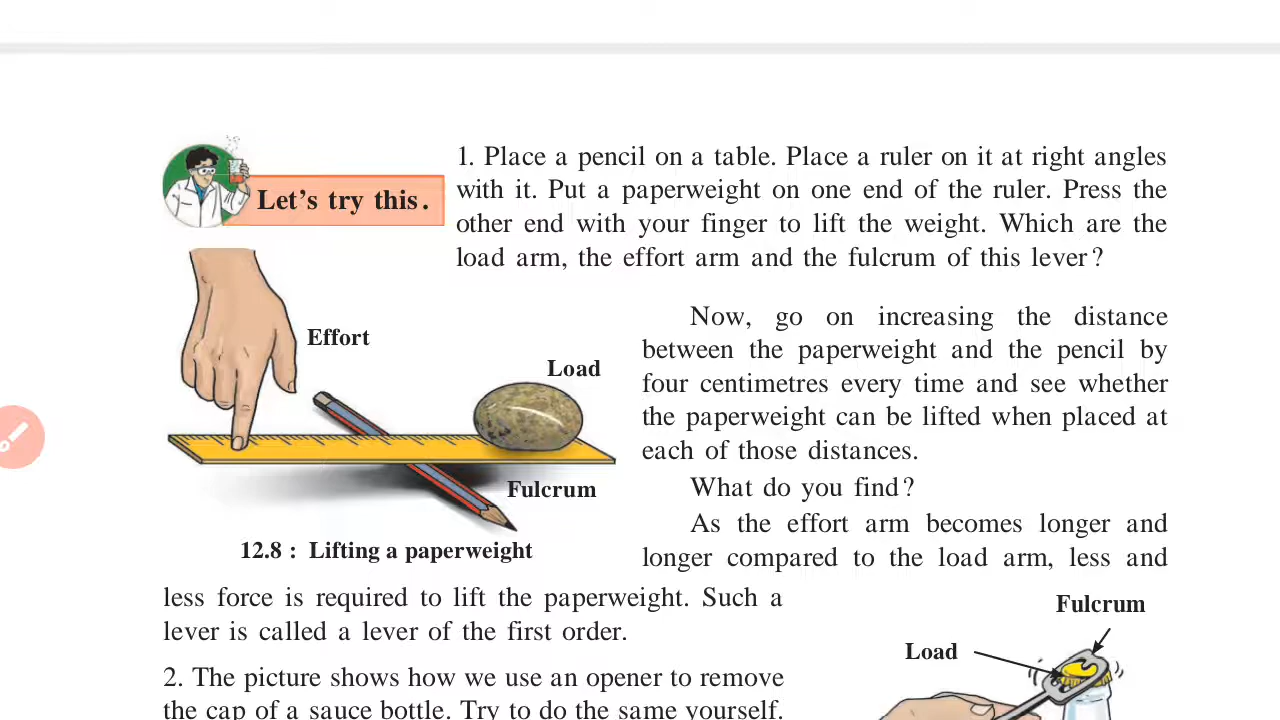 Let's try this.
1. Place a pencil on a table. Place a ruler on it at right angles
with it. Put a paperweight on one end of the ruler. Press the
other end with your finger to lift the weight. Which are the
load arm, the effort arm and the fulcrum of this lever?
Effort
Load
Fulcrum
12.8 : Lifting a paperweight
Now, go on increasing the distance
between the paperweight and the pencil by
four centimetres every time and see whether
the paperweight can be lifted when placed at
each of those distances.
What do you find?
As the effort arm becomes longer and
longer compared to the load arm, less and
less force is required to lift the paperweight. Such a
lever is called a lever of the first order.
Fulcrum
Load
2. The picture shows how we use an opener to remove
the cap of a sauce bottle. Try to do the same yourself.